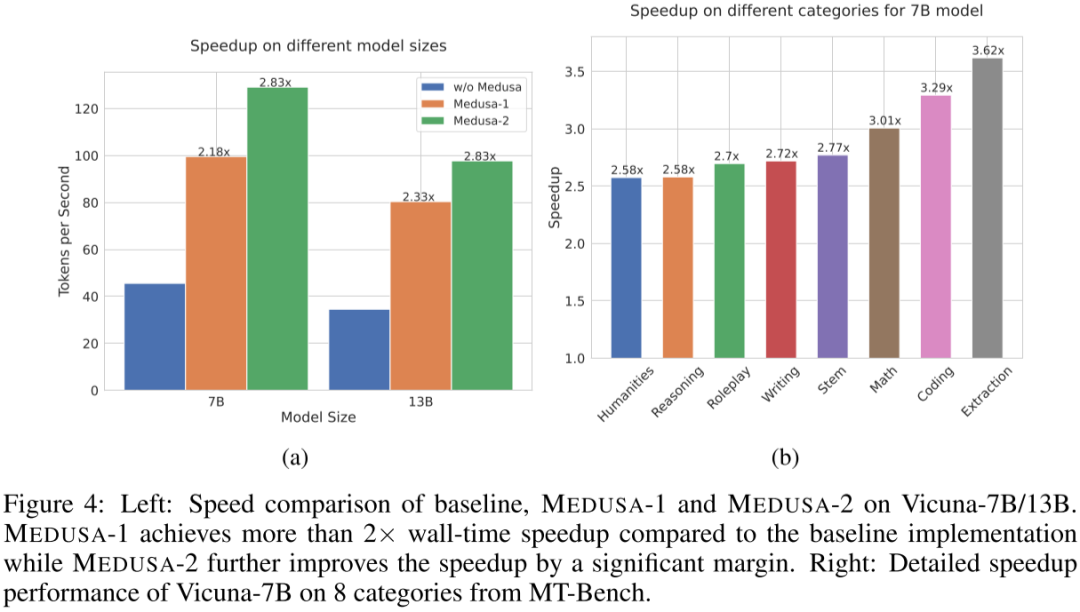 Speedup on different model sizes
Tokens per Second
120
100
80
60
40
20
0
2.18x
2.83x
2.33x
2.83x
w/o Medusa
Medusa-1
Medusa-2
7B
13B
Model Size
(a)
Speedup on different categories for 7B model
Speedup
3.5
3.0
2.5
2.0
1.5
1.0
2.58x
2.58x
2.7x
2.72x
2.77x
3.01x
3.29x
3.62x
Humanities
Reasoning
Roleplay
Writing
Stem
Math
Coding
Extraction
(b)
Figure 4: Left: Speed comparison of baseline, MEDUSA-1 and MEDUSA-2 on Vicuna-7B/13B.
MEDUSA-1 achieves more than 2× wall-time speedup compared to the baseline implementation
while MEDUSA-2 further improves the speedup by a significant margin. Right: Detailed speedup
performance of Vicuna-7B on 8 categories from MT-Bench.